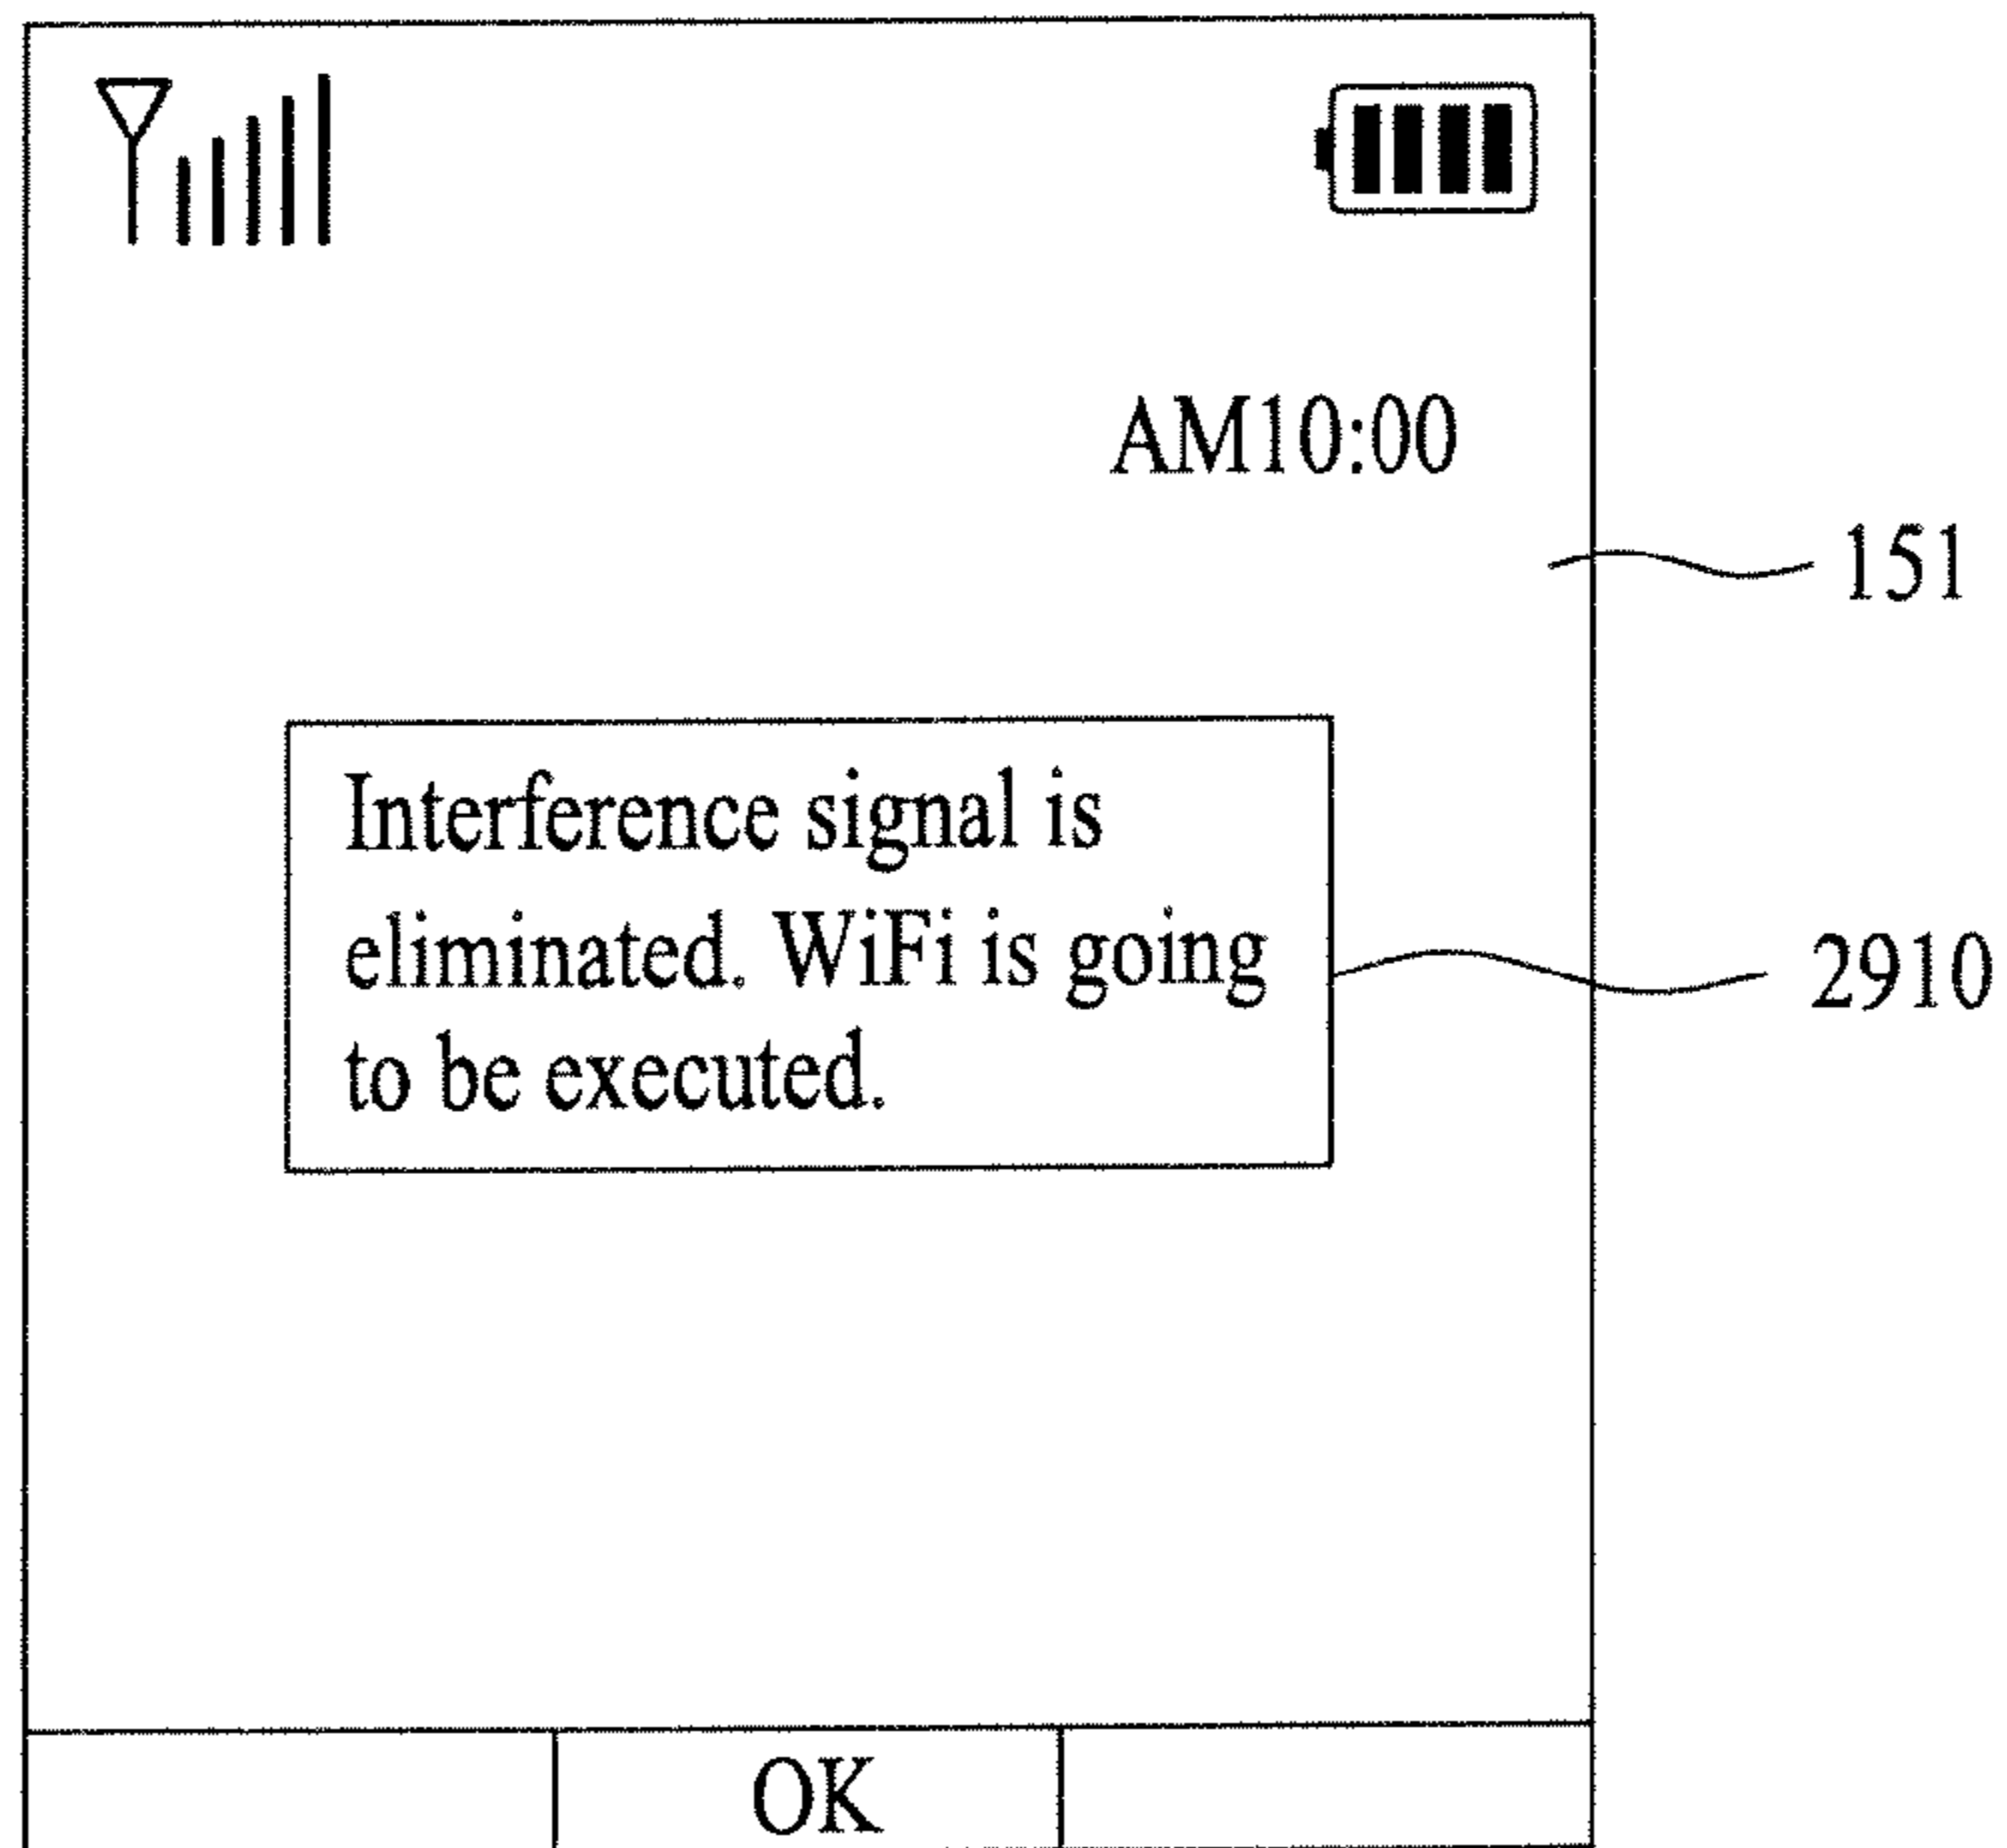 AM10:00
151
Interference signal is
eliminated. WiFi is going
to be executed.
2910
OK